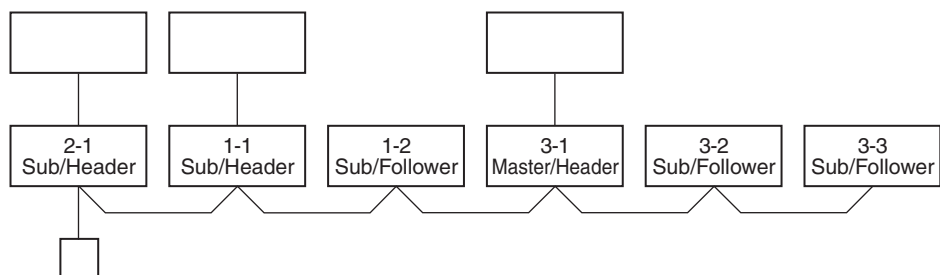 2-1
Sub/Header
1-1
Sub/Header
1-2
Sub/Follower
3-1
Master/Header
3-2
Sub/Follower
3-3
Sub/Follower